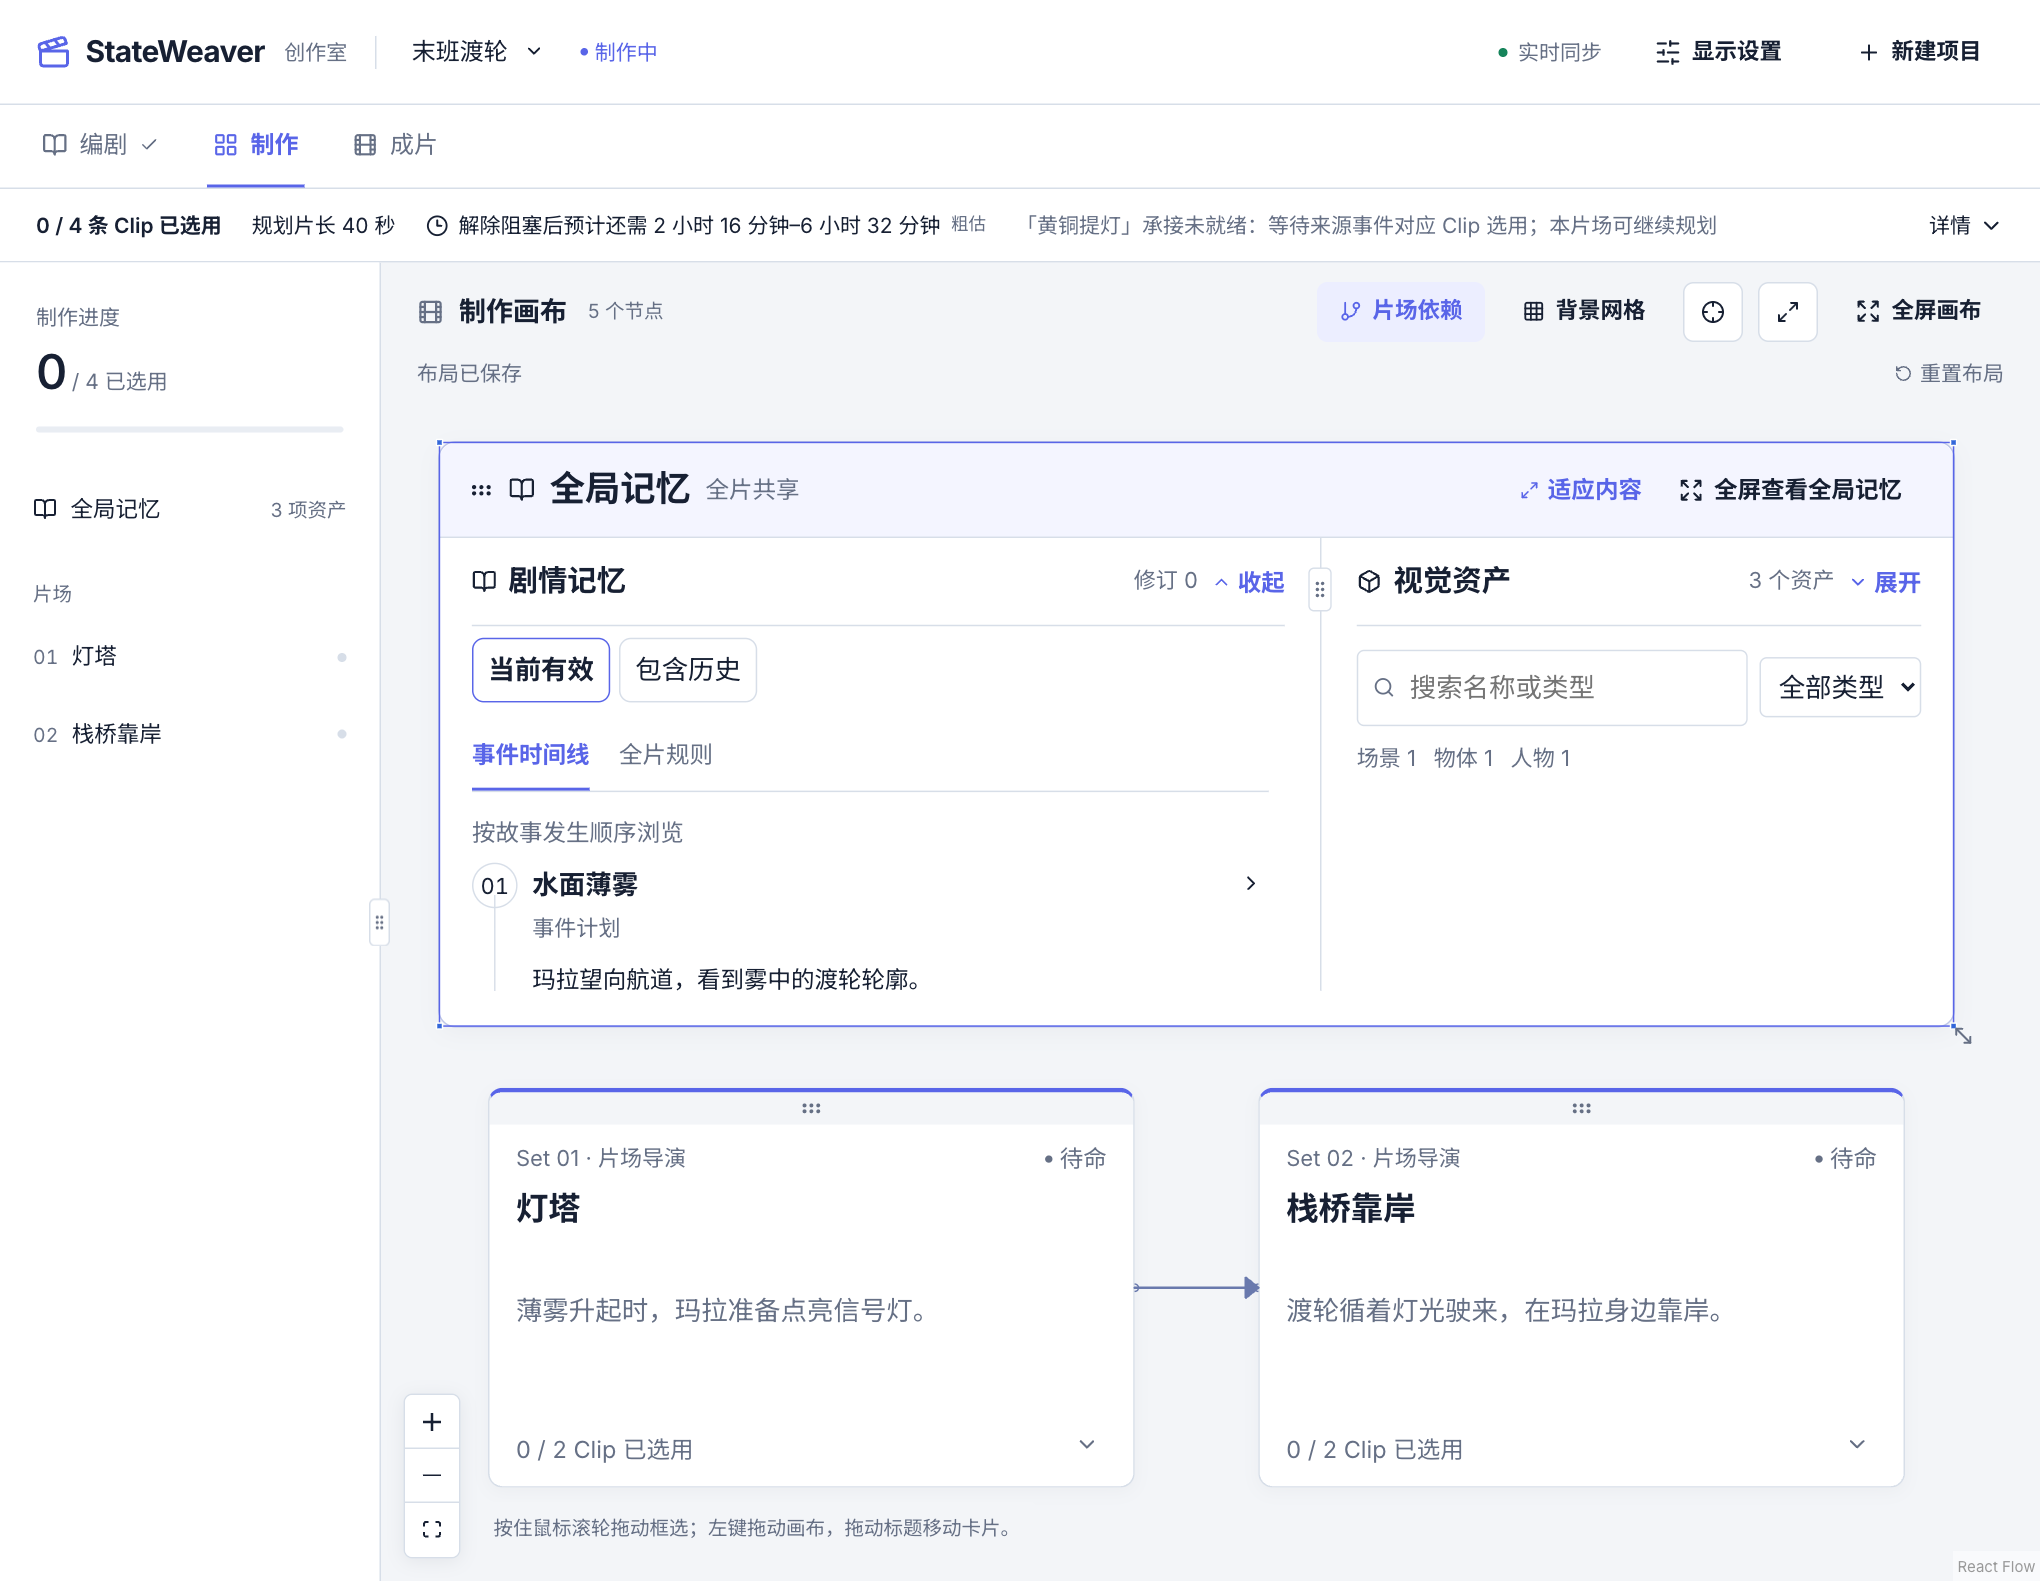 StateWeaver 创作室 末班渡轮 制作中 实时同步 显示设置 新建项目
编剧 制作 成片
0 / 4 条 Clip 已选用 规划片长 40 秒 解除阻塞后预计还需 2 小时 16 分钟–6 小时 32 分钟 粗估 「黄铜提灯」承接未就绪：等待来源事件对应 Clip 选用；本片场可继续规划 详情
制作进度
0 / 4 已选用
全局记忆 3 项资产
片场
01 灯塔
02 栈桥靠岸
制作画布 5 个节点 片场依赖 背景网格 全屏画布
布局已保存 重置布局
全局记忆 全片共享 适应内容 全屏查看全局记忆
剧情记忆 修订 0 收起
当前有效 包含历史
事件时间线 全片规则
按故事发生顺序浏览
01 水面薄雾
事件计划
玛拉望向航道，看到雾中的渡轮轮廓。
视觉资产 3 个资产 展开
搜索名称或类型 全部类型
场景 1 物体 1 人物 1
Set 01 · 片场导演 待命
灯塔
薄雾升起时，玛拉准备点亮信号灯。
0 / 2 Clip 已选用
Set 02 · 片场导演 待命
栈桥靠岸
渡轮循着灯光驶来，在玛拉身边靠岸。
0 / 2 Clip 已选用
按住鼠标滚轮拖动框选；左键拖动画布，拖动标题移动卡片。
React Flow